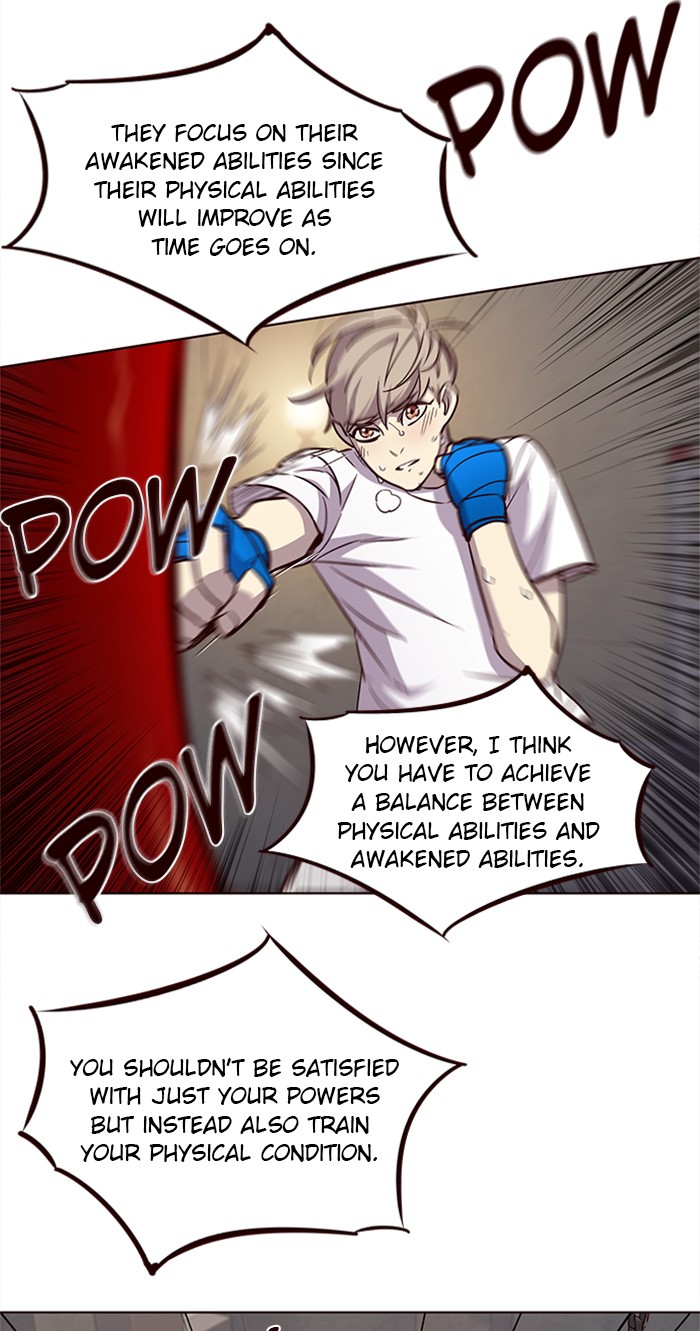 POW
THEY FOCUS ON THEIR
AWAKENED ABILITIES SINCE
THEIR PHYSICAL ABILITIES
WILL IMPROVE AS
TIME GOES ON.
POW
POW
HOWEVER, I THINK
YOU HAVE TO ACHIEVE
A BALANCE BETWEEN
PHYSICAL ABILITIES AND
AWAKENED ABILITIES.
YOU SHOULDN'T BE SATISFIED
WITH JUST YOUR POWERS
BUT INSTEAD ALSO TRAIN
YOUR PHYSICAL CONDITION.